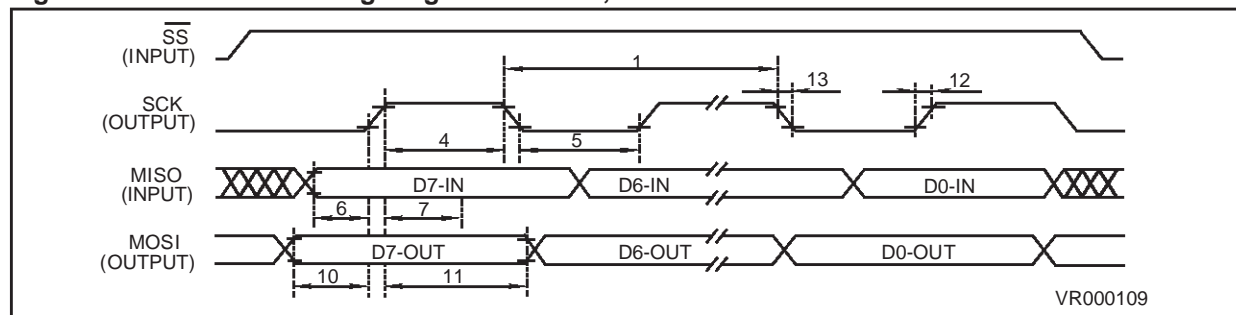 SS
(INPUT)
1
13
12
SCK
(OUTPUT)
4
5
MISO
(INPUT)
D7-IN
D6-IN
D0-IN
6
7
MOSI
(OUTPUT)
D7-OUT
D6-OUT
D0-OUT
10
11
VR000109